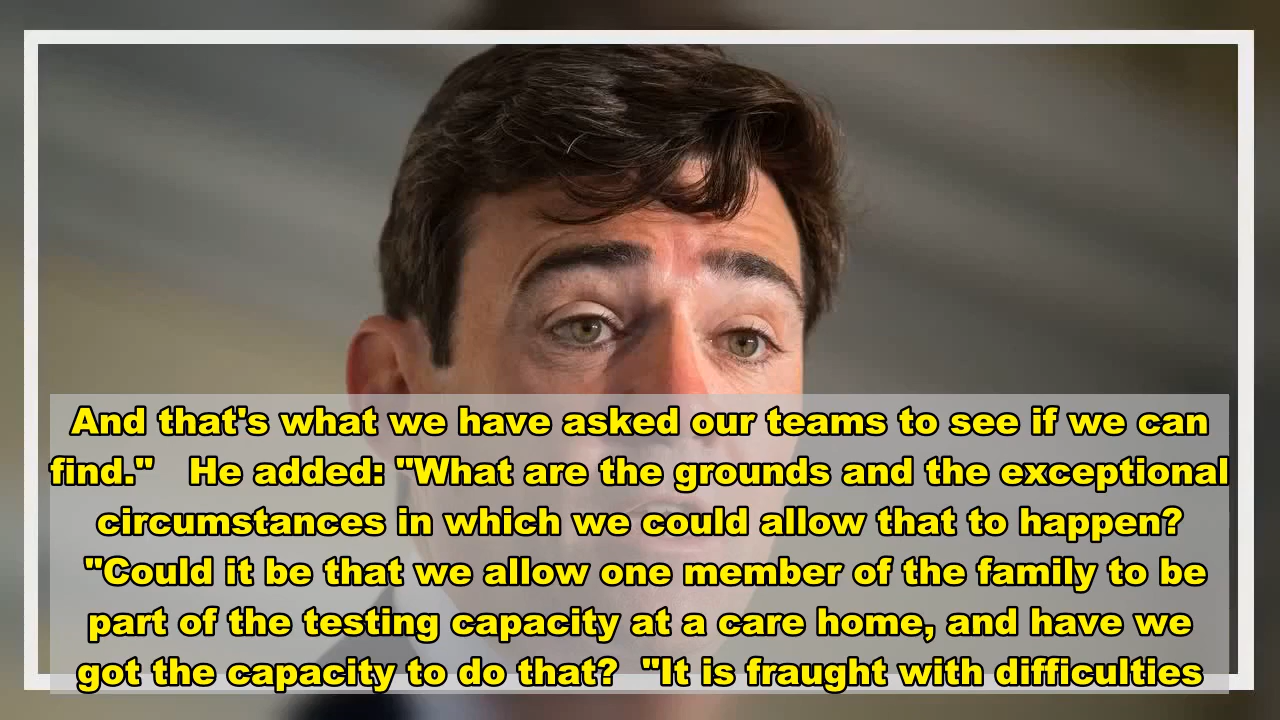 And that's what we have asked our teams to see if we can
find."   He added: "What are the grounds and the exceptional
circumstances in which we could allow that to happen?
"Could it be that we allow one member of the family to be
part of the testing capacity at a care home, and have we
got the capacity to do that?  "It is fraught with difficulties